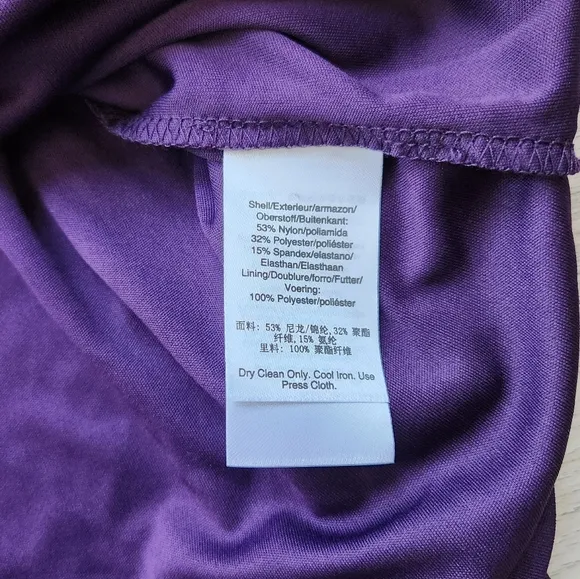 Shell/Exterieur/armazon/
Oberstoff/Buitenkant:
53% Nylon/poliamida
32% Polyester/poliéster
15% Spandex/elastano/
Elasthan/Elasthaan
Lining/Doublure/forro/Futter/
Voering:
100% Polyester/poliéster
面料: 53% 尼龙/锦纶,32% 聚酯
纤维,15% 氨纶
里料: 100% 聚酯纤维
Dry Clean Only. Cool Iron. Use
Press Cloth.